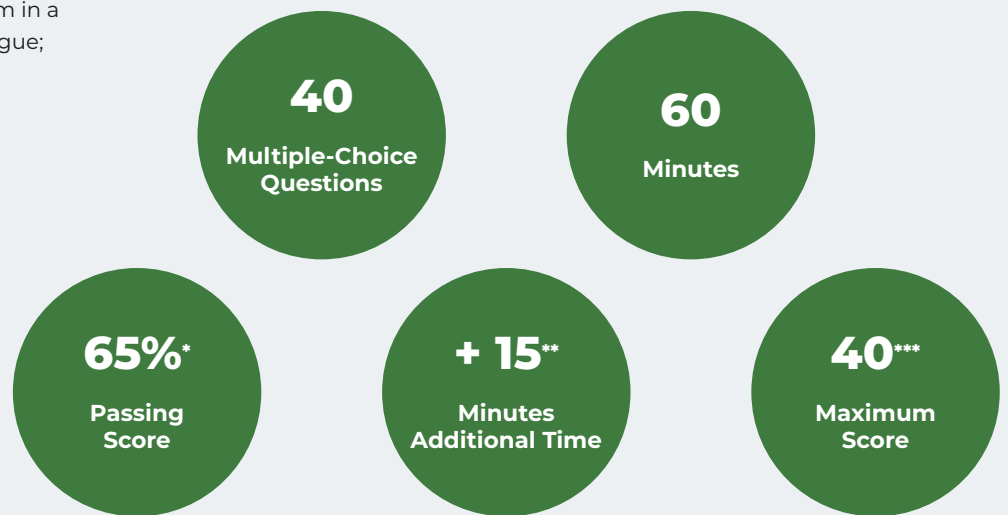 m in a
gue;
40
Multiple-Choice
Questions
60
Minutes
65%*
Passing
Score
+ 15**
Minutes
Additional Time
40***
Maximum
Score